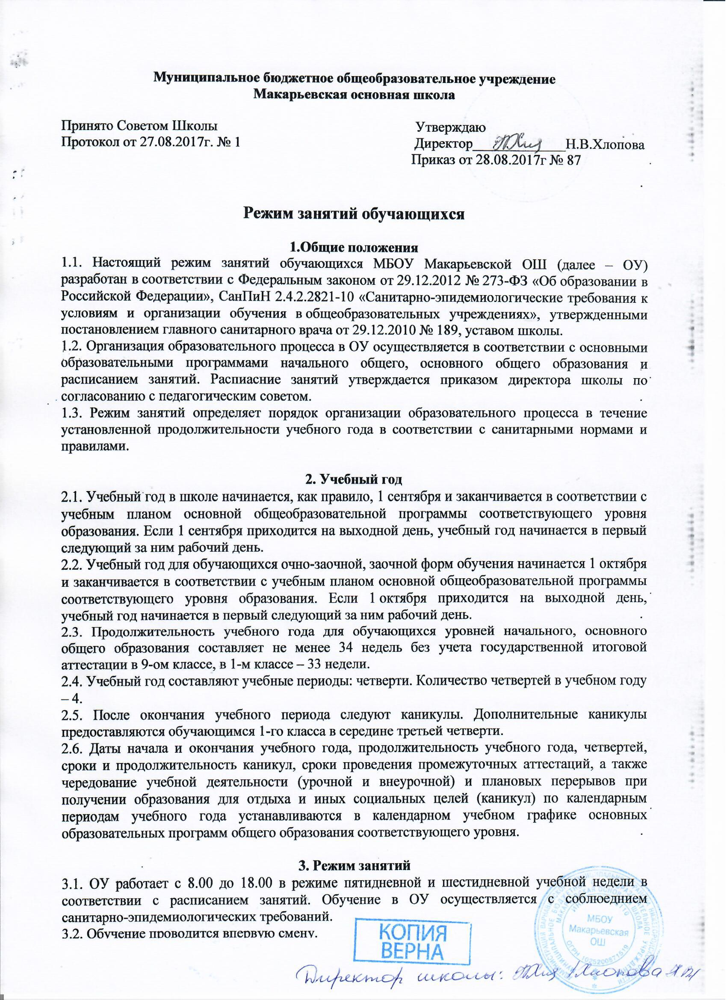 Муниципальное бюджетное общеобразовательное учреждение
Макарьевская основная школа
Принято Советом Школы
Протокол от 27.08.2017г. № 1
Утверждаю
Директор____________Н.В.Хлопова
Приказ от 28.08.2017г № 87
Режим занятий обучающихся
1.Общие положения
1.1. Настоящий режим занятий обучающихся МБОУ Макарьевской ОШ (далее – ОУ)
разработан в соответствии с Федеральным законом от 29.12.2012 № 273-ФЗ «Об образовании в
Российской Федерации», СанПиН 2.4.2.2821-10 «Санитарно-эпидемиологические требования к
условиям и организации обучения в общеобразовательных учреждениях», утвержденными
постановлением главного санитарного врача от 29.12.2010 № 189, уставом школы.
1.2. Организация образовательного процесса в ОУ осуществляется в соответствии с основными
образовательными программами начального общего, основного общего образования и
расписанием занятий. Распиасние занятий утверждается приказом директора школы по
согласованию с педагогическим советом.
1.3. Режим занятий определяет порядок организации образовательного процесса в течение
установленной продолжительности учебного года в соответствии с санитарными нормами и
правилами.
2. Учебный год
2.1. Учебный год в школе начинается, как правило, 1 сентября и заканчивается в соответствии с
учебным планом основной общеобразовательной программы соответствующего уровня
образования. Если 1 сентября приходится на выходной день, учебный год начинается в первый
следующий за ним рабочий день.
2.2. Учебный год для обучающихся очно-заочной, заочной форм обучения начинается 1 октября
и заканчивается в соответствии с учебным планом основной общеобразовательной программы
соответствующего уровня образования. Если 1 октября приходится на выходной день,
учебный год начинается в первый следующий за ним рабочий день.
2.3. Продолжительность учебного года для обучающихся уровней начального, основного
общего образования составляет не менее 34 недель без учета государственной итоговой
аттестации в 9-ом классе, в 1-м классе – 33 недели.
2.4. Учебный год составляют учебные периоды: четверти. Количество четвертей в учебном году
– 4.
2.5. После окончания учебного периода следуют каникулы. Дополнительные каникулы
предоставляются обучающимся 1-го класса в середине третьей четверти.
2.6. Даты начала и окончания учебного года, продолжительность учебного года, четвертей,
сроки и продолжительность каникул, сроки проведения промежуточных аттестаций, а также
чередование учебной деятельности (урочной и внеурочной) и плановых перерывов при
получении образования для отдыха и иных социальных целей (каникул) по календарным
периодам учебного года устанавливаются в календарном учебном графике основных
образовательных программ общего образования соответствующего уровня.
3. Режим занятий
3.1. ОУ работает с 8.00 до 18.00 в режиме пятидневной и шестидневной учебной недели в
соответствии с расписанием занятий. Обучение в ОУ осуществляется с соблюеднием
санитарно-эпидемиологических требований.
3.2. Обучение проводится впервую смену.
КОПИЯ
ВЕРНА
МБОУ
Макарьевская
ОШ
ОГРН 1025200871519
Директор школы: Хлопова Н.В.